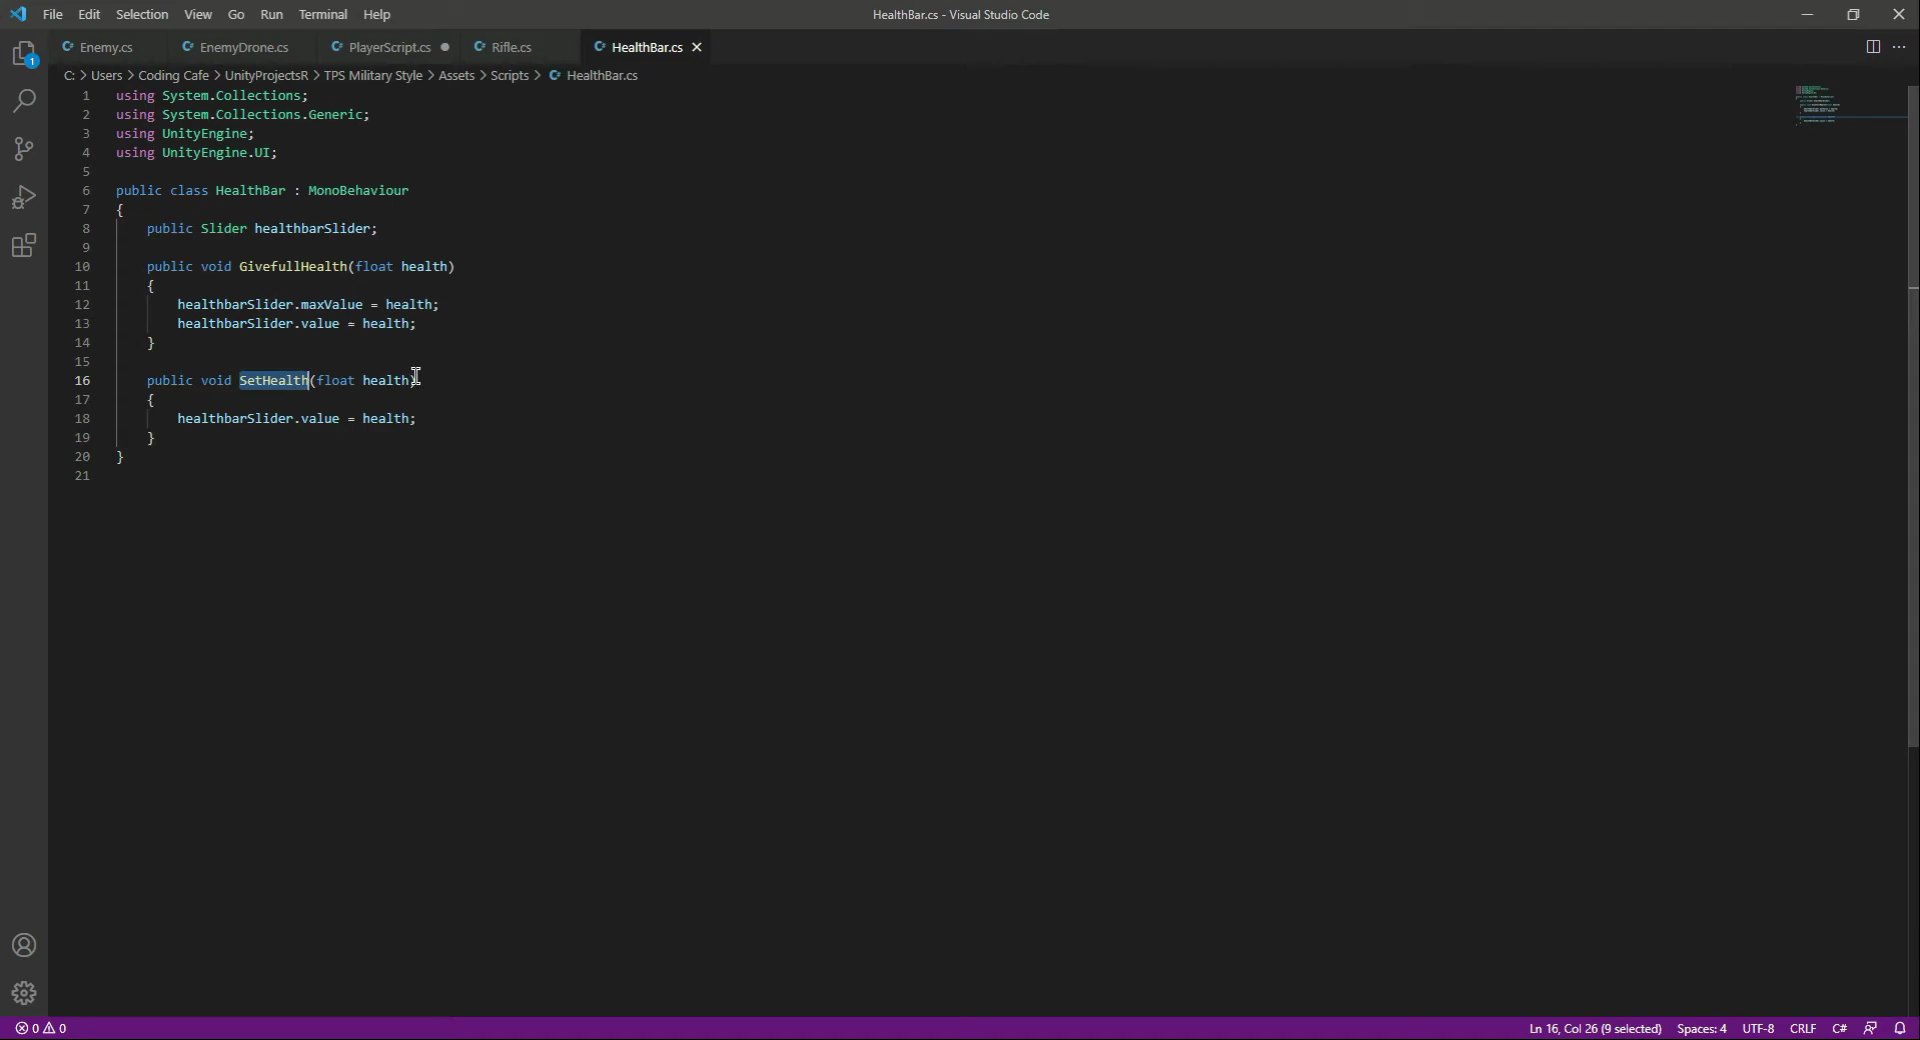 File Edit Selection View Go Run Terminal Help
HealthBar.cs - Visual Studio Code
Enemy.cs
EnemyDrone.cs
PlayerScript.cs
Rifle.cs
HealthBar.cs
C: > Users > Coding Cafe > UnityProjectsR > TPS Military Style > Assets > Scripts > HealthBar.cs
1 using System.Collections;
2 using System.Collections.Generic;
3 using UnityEngine;
4 using UnityEngine.UI;
5
6 public class HealthBar : MonoBehaviour
7 {
8 public Slider healthbarSlider;
9
10 public void GivefullHealth(float health)
11 {
12 healthbarSlider.maxValue = health;
13 healthbarSlider.value = health;
14 }
15
16 public void SetHealth(float health)
17 {
18 healthbarSlider.value = health;
19 }
20 }
21
1
0 0
Ln 16, Col 26 (9 selected) Spaces: 4 UTF-8 CRLF C#